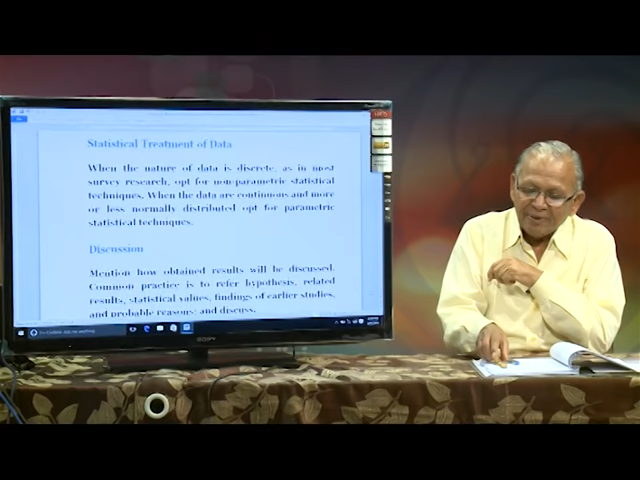 Statistical Treatment of Data
When the nature of data is discrete, as in most
survey research, opt for non-parametric statistical
techniques. When the data are continuous and more
or less normally distributed opt for parametric
statistical techniques.
Discussion
Mention how obtained results will be discussed.
Common practice is to refer hypothesis, related
results, statistical values, findings of earlier studies,
and probable reasons; and discuss.
SONY